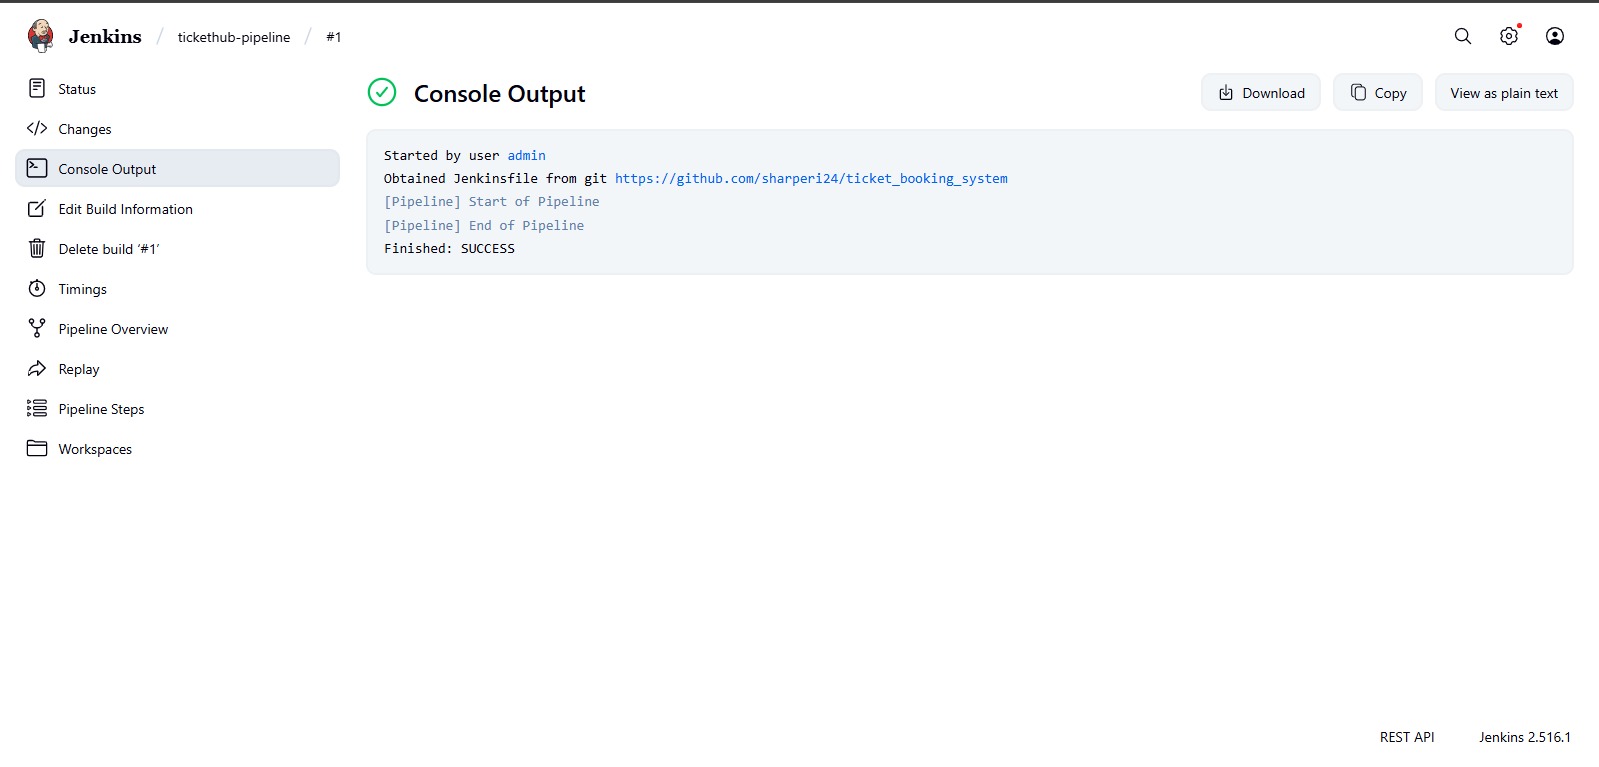 Jenkins / tickethub-pipeline / #1
Status
Changes
Console Output
Edit Build Information
Delete build ‘#1’
Timings
Pipeline Overview
Replay
Pipeline Steps
Workspaces
Console Output
Download
Copy
View as plain text
Started by user admin
Obtained Jenkinsfile from git https://github.com/sharperi24/ticket_booking_system
[Pipeline] Start of Pipeline
[Pipeline] End of Pipeline
Finished: SUCCESS
REST API
Jenkins 2.516.1